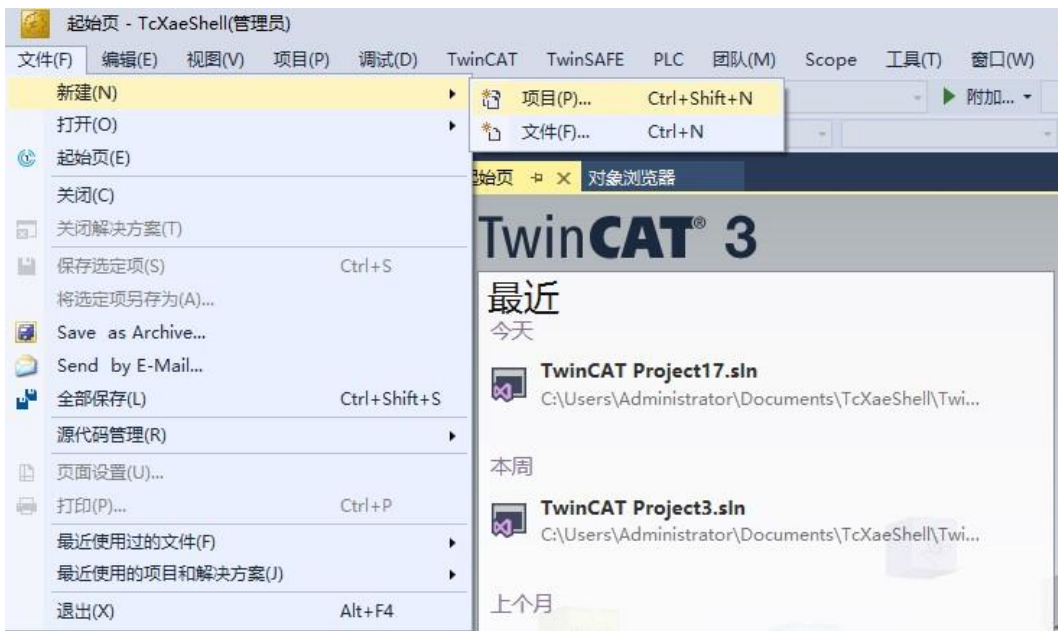 起始页 - TcXaeShell(管理员)
文件(F) 编辑(E) 视图(V) 项目(P) 调试(D) TwinCAT TwinSAFE PLC 团队(M) Scope 工具(T) 窗口(W)
新建(N)
项目(P)... Ctrl+Shift+N
附加...
打开(O)
文件(F)... Ctrl+N
起始页(E)
起始页 对象浏览器
关闭(C)
关闭解决方案(T)
TwinCAT® 3
保存选定项(S) Ctrl+S
将选定项另存为(A)...
最近
今天
Save as Archive...
Send by E-Mail...
TwinCAT Project17.sln
全部保存(L) Ctrl+Shift+S
C:\Users\Administrator\Documents\TcXaeShell\Twi...
源代码管理(R)
页面设置(U)...
本周
打印(P)... Ctrl+P
TwinCAT Project3.sln
C:\Users\Administrator\Documents\TcXaeShell\Twi...
最近使用过的文件(F)
最近使用的项目和解决方案(J)
退出(X) Alt+F4
上个月